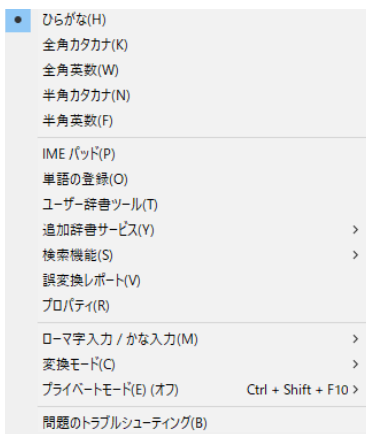 ひらがな(H)
全角カタカナ(K)
全角英数(W)
半角カタカナ(N)
半角英数(F)
IME パッド(P)
単語の登録(O)
ユーザー辞書ツール(T)
追加辞書サービス(Y)
検索機能(S)
誤変換レポート(V)
プロパティ(R)
ローマ字入力 / かな入力(M)
変換モード(C)
プライベートモード(E) (オフ) Ctrl + Shift + F10
問題のトラブルシューティング(B)